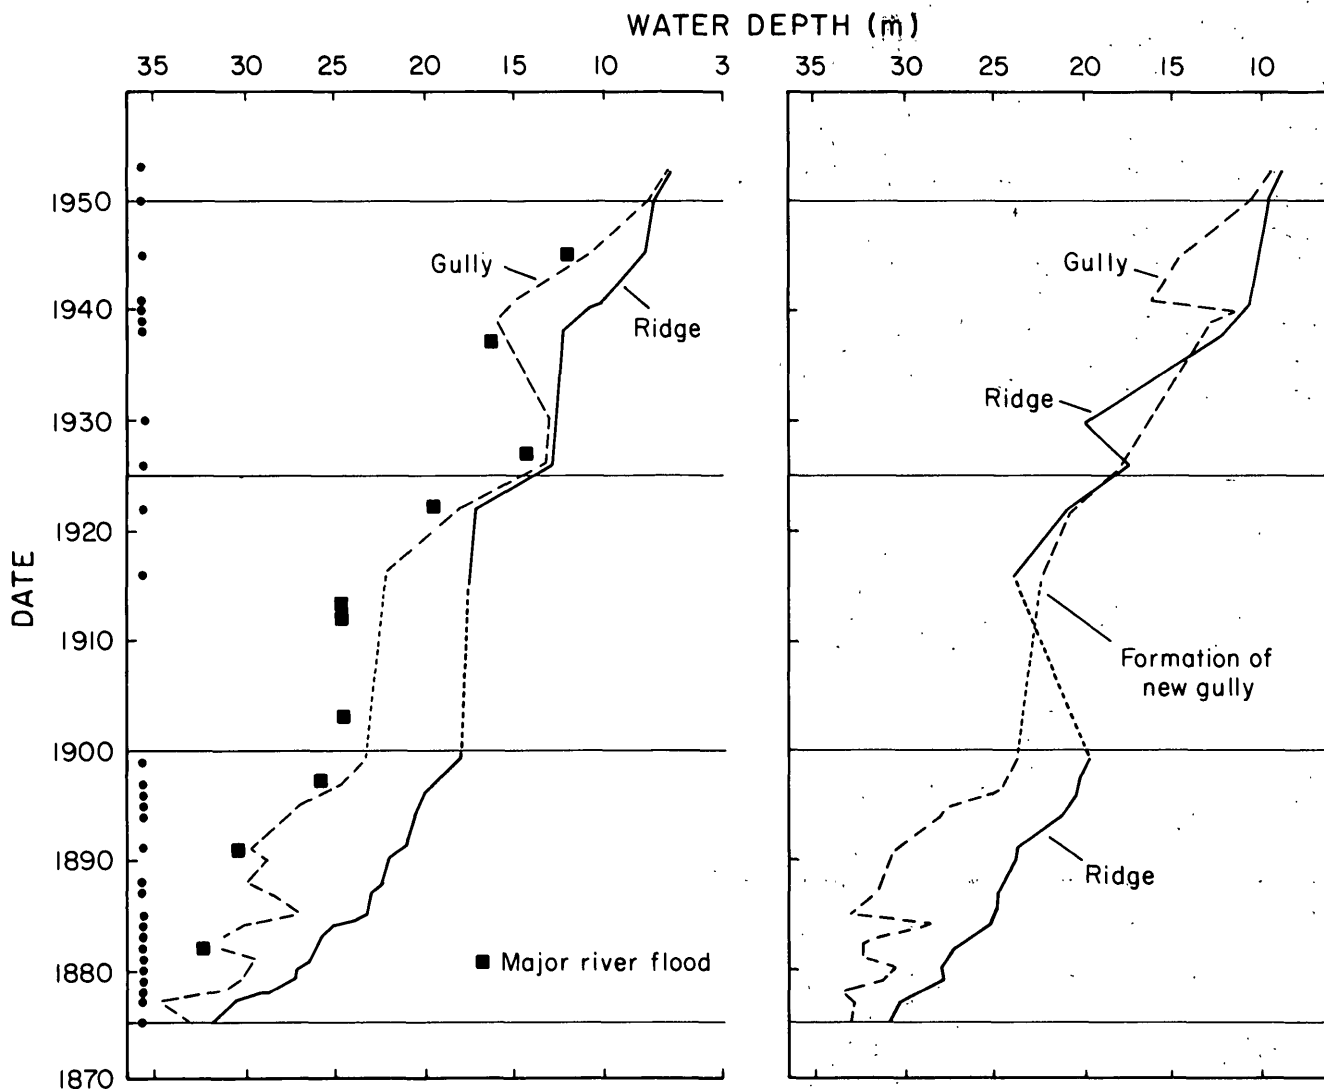 WATER DEPTH (m)
35 30 25 20 15 10 3
35 30 25 20 15 10
DATE
1950
1940
1930
1920
1910
1900
1890
1880
1870
Gully
Ridge
Major river flood
Gully
Ridge
Formation of
new gully
Ridge